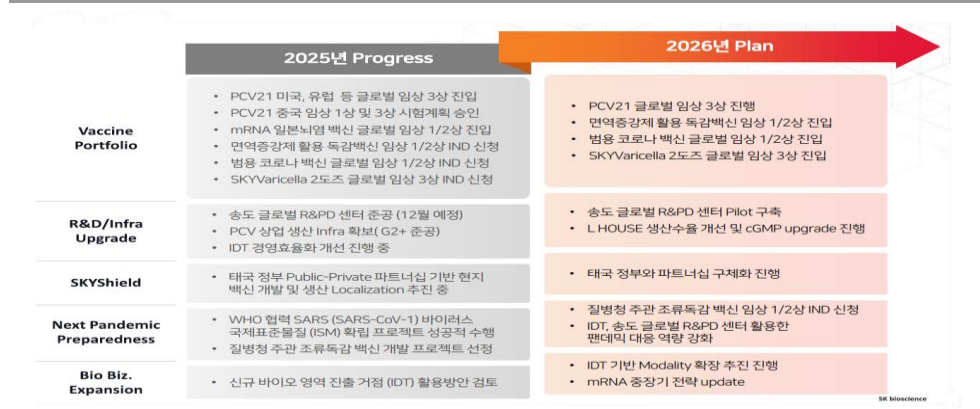 2025년 Progress
2026년 Plan
Vaccine
Portfolio
• PCV21 미국, 유럽 등 글로벌 임상 3상 진입
• PCV21 중국 임상 1상 및 3상 시험계획 승인
• mRNA 일본뇌염 백신 글로벌 임상 1/2상 진입
• 면역증강제 활용 독감백신 임상 1/2상 IND 신청
• 범용 코로나 백신 글로벌 임상 1/2상 IND 신청
• SKYVaricella 2도즈 글로벌 임상 3상 IND 신청
• PCV21 글로벌 임상 3상 진행
• 면역증강제 활용 독감백신 임상 1/2상 진입
• 범용 코로나 백신 글로벌 임상 1/2상 진입
• SKYVaricella 2도즈 글로벌 임상 3상 진입
R&D/Infra
Upgrade
• 송도 글로벌 R&PD 센터 준공 (12월 예정)
• PCV 상업 생산 Infra 확보(G2+ 준공)
• IDT 경영효율화 개선 진행 중
• 송도 글로벌 R&PD 센터 Pilot 구축
• L HOUSE 생산수율 개선 및 cGMP upgrade 진행
SKYShield
• 태국 정부 Public-Private 파트너십 기반 현지
백신 개발 및 생산 Localization 추진 중
• 태국 정부와 파트너십 구체화 진행
Next Pandemic
Preparedness
• WHO 협력 SARS (SARS-CoV-1) 바이러스
국제표준물질 (ISM) 확립 프로젝트 성공적 수행
• 질병청 주관 조류독감 백신 개발 프로젝트 선정
• 질병청 주관 조류독감 백신 임상 1/2상 IND 신청
• IDT, 송도 글로벌 R&PD 센터 활용한
팬데믹 대응 역량 강화
Bio Biz.
Expansion
• 신규 바이오 영역 진출 거점 (IDT) 활용방안 검토
• IDT 기반 Modality 확장 추진 진행
• mRNA 중장기 전략 update
SK bioscience